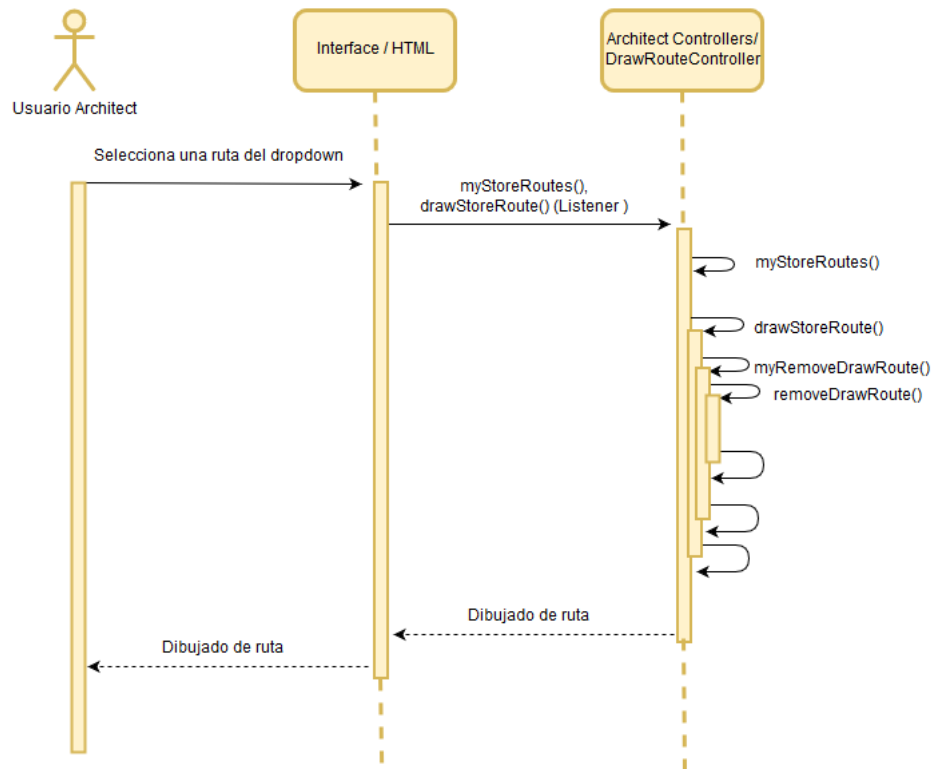 Usuario Architect
Interface / HTML
Architect Controllers/
DrawRouteController
Selecciona una ruta del dropdown
myStoreRoutes(),
drawStoreRoute() (Listener )
myStoreRoutes()
drawStoreRoute()
myRemoveDrawRoute()
removeDrawRoute()
Dibujado de ruta
Dibujado de ruta